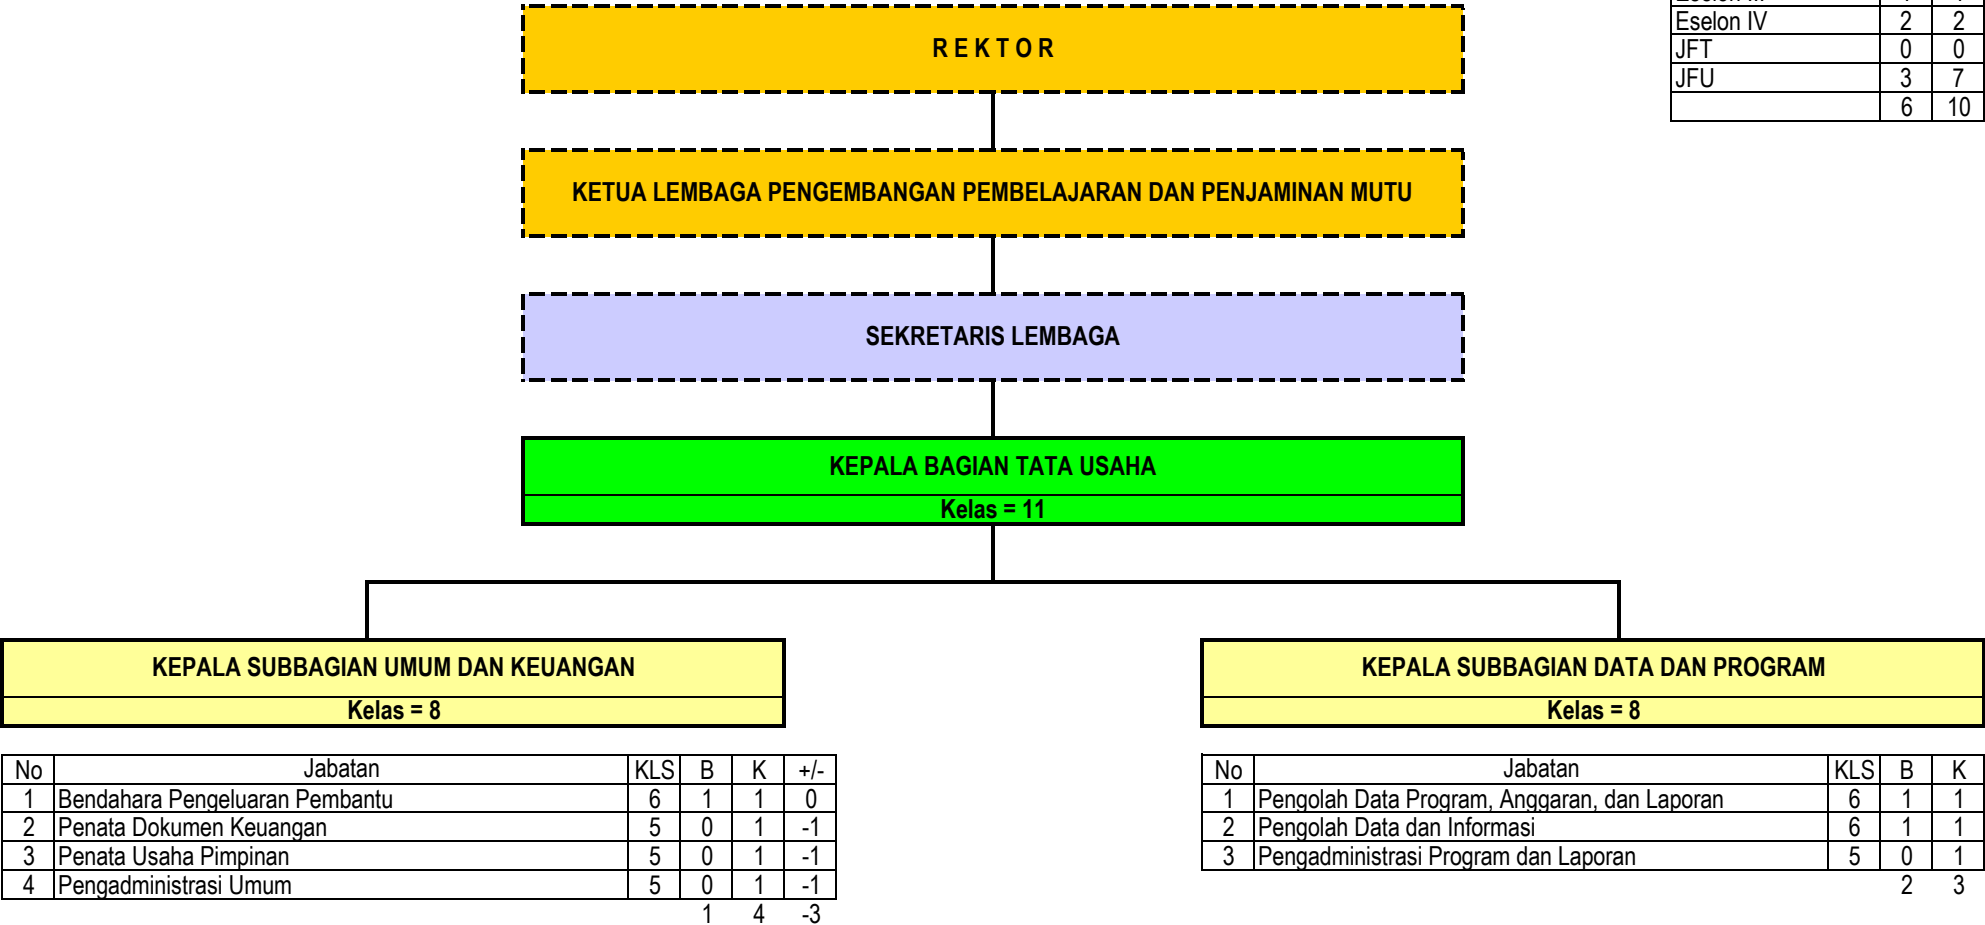 Eselon IV 2 2
JFT 0 0
JFU 3 7
6 10
R E K T O R
KETUA LEMBAGA PENGEMBANGAN PEMBELAJARAN DAN PENJAMINAN MUTU
SEKRETARIS LEMBAGA
KEPALA BAGIAN TATA USAHA
Kelas = 11
KEPALA SUBBAGIAN UMUM DAN KEUANGAN
Kelas = 8
No Jabatan KLS B K +/-
1 Bendahara Pengeluaran Pembantu 6 1 1 0
2 Penata Dokumen Keuangan 5 0 1 -1
3 Penata Usaha Pimpinan 5 0 1 -1
4 Pengadministrasi Umum 5 0 1 -1
1 4 -3
KEPALA SUBBAGIAN DATA DAN PROGRAM
Kelas = 8
No Jabatan KLS B K
1 Pengolah Data Program, Anggaran, dan Laporan 6 1 1
2 Pengolah Data dan Informasi 6 1 1
3 Pengadministrasi Program dan Laporan 5 0 1
2 3